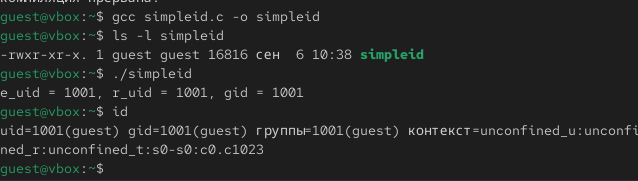 компиляция прервана.
guest@vbox:~$ gcc simpleid.c -o simpleid
guest@vbox:~$ ls -l simpleid
-rwxr-xr-x. 1 guest guest 16816 сен  6 10:38 simpleid
guest@vbox:~$ ./simpleid
e_uid = 1001, r_uid = 1001, gid = 1001
guest@vbox:~$ id
uid=1001(guest) gid=1001(guest) группы=1001(guest) контекст=unconfined_u:unconfi
ned_r:unconfined_t:s0-s0:c0.c1023
guest@vbox:~$